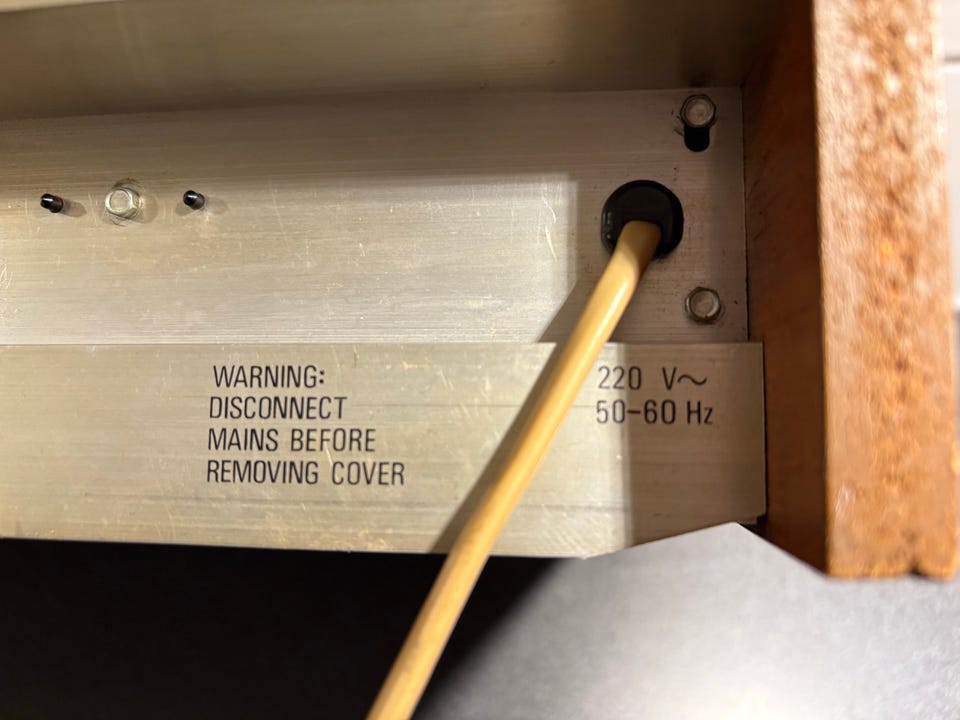 WARNING:
DISCONNECT
MAINS BEFORE
REMOVING COVER
220 V~
50-60 Hz